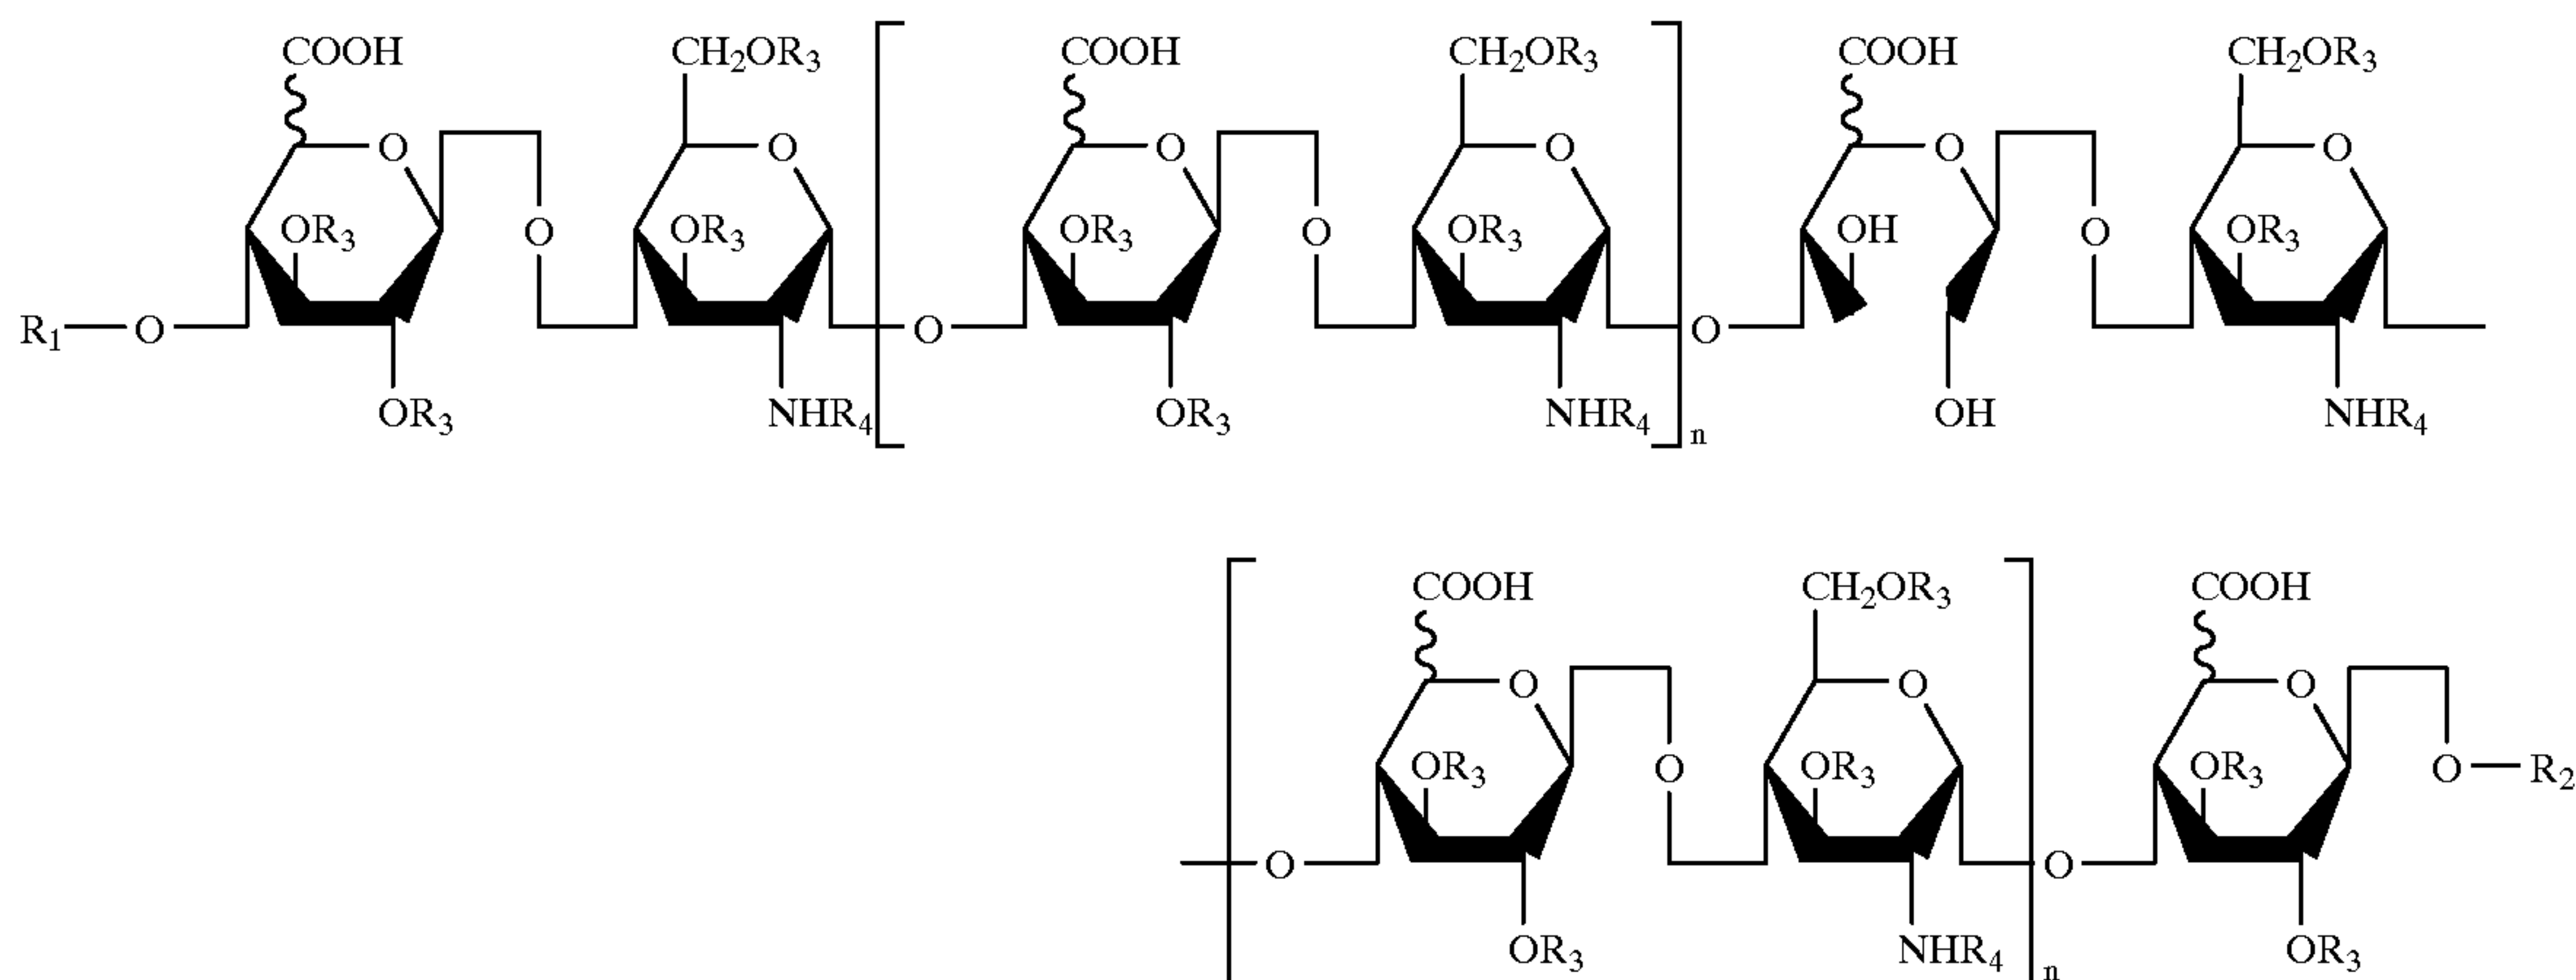 COOH CH₂OR₃ COOH CH₂OR₃ COOH CH₂OR₃
O O O O O O
OR₃ O OR₃ OR₃ O OR₃ OH O OR₃
R₁ O O O
OR₃ NHR₄ OR₃ NHR₄ n OH NHR₄
COOH CH₂OR₃ COOH
O O O
OR₃ O OR₃ OR₃ O R₂
O O
OR₃ NHR₄ n OR₃